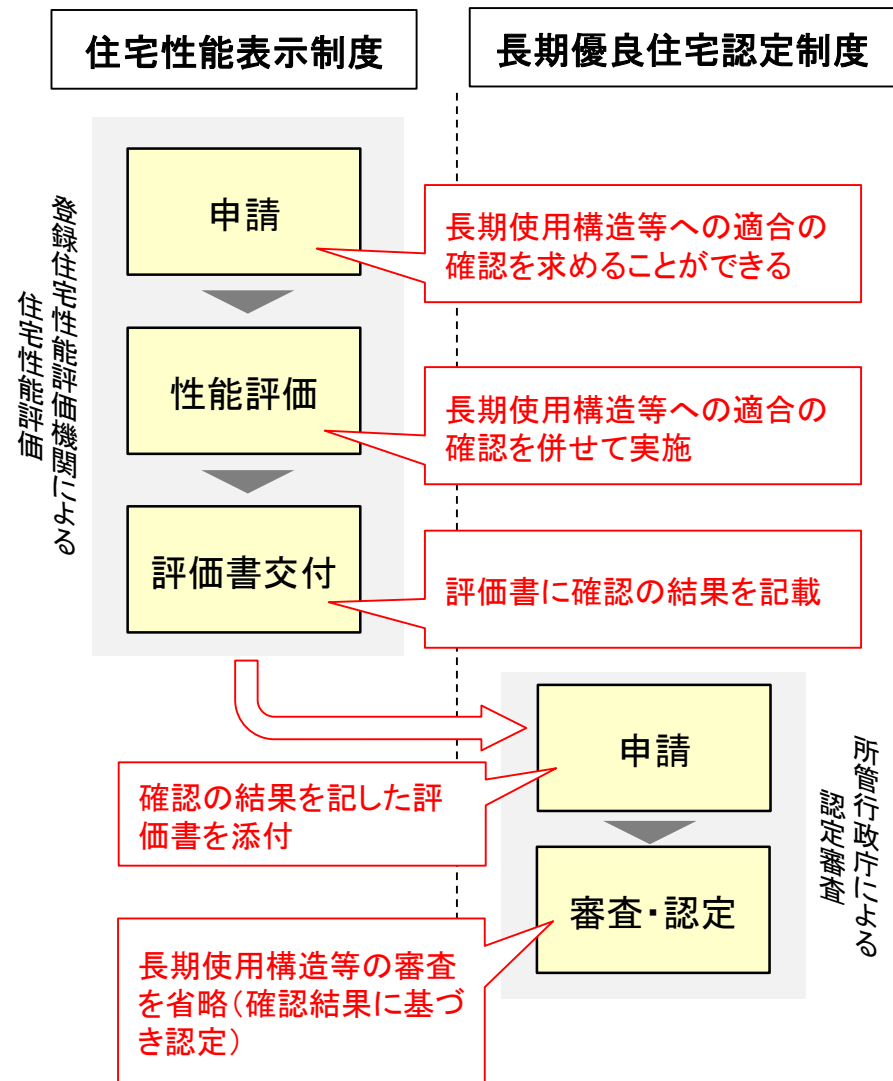 住宅性能表示制度
長期優良住宅認定制度
登録住宅性能評価機関による
住宅性能評価
申請
長期使用構造等への適合の
確認を求めることができる
性能評価
長期使用構造等への適合の
確認を併せて実施
評価書交付
評価書に確認の結果を記載
申請
確認の結果を記した評
価書を添付
所管行政庁による
認定審査
審査・認定
長期使用構造等の審査
を省略（確認結果に基づ
き認定）